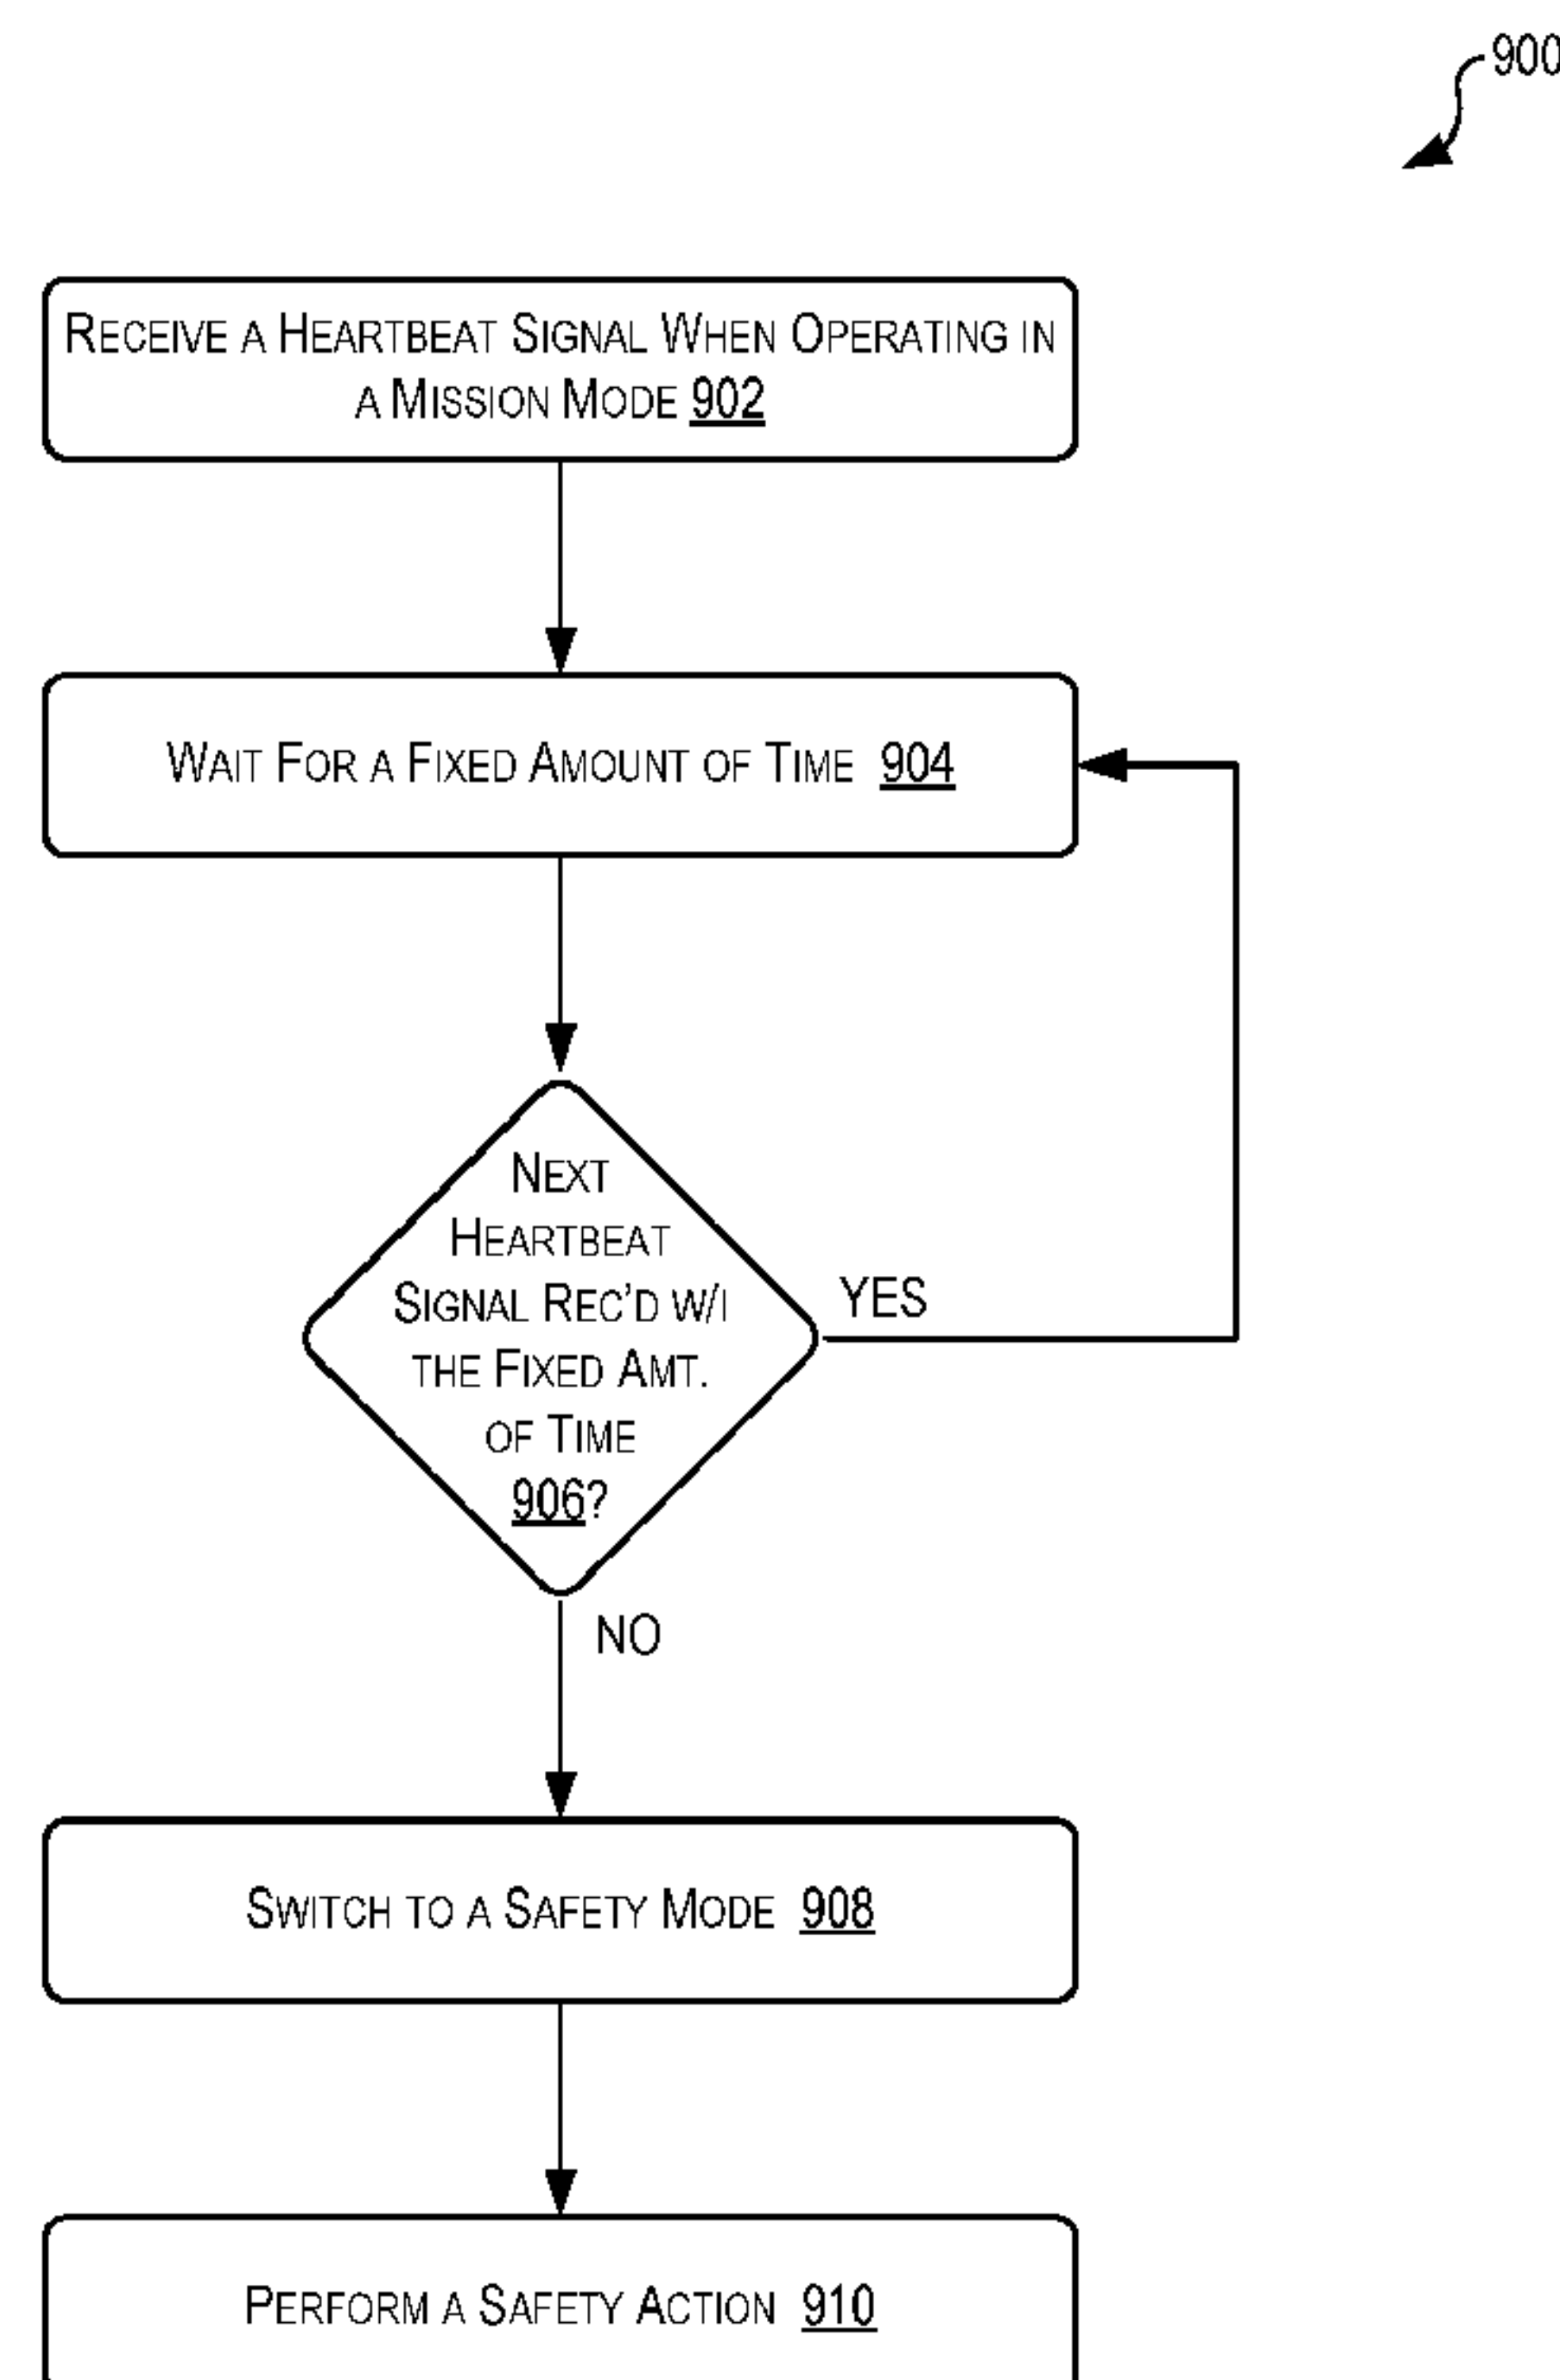 900
RECEIVE A HEARTBEAT SIGNAL WHEN OPERATING IN
A MISSION MODE 902
WAIT FOR A FIXED AMOUNT OF TIME 904
NEXT
HEARTBEAT
SIGNAL REC'D W/I
THE FIXED AMT.
OF TIME
906?
YES
NO
SWITCH TO A SAFETY MODE 908
PERFORM A SAFETY ACTION 910